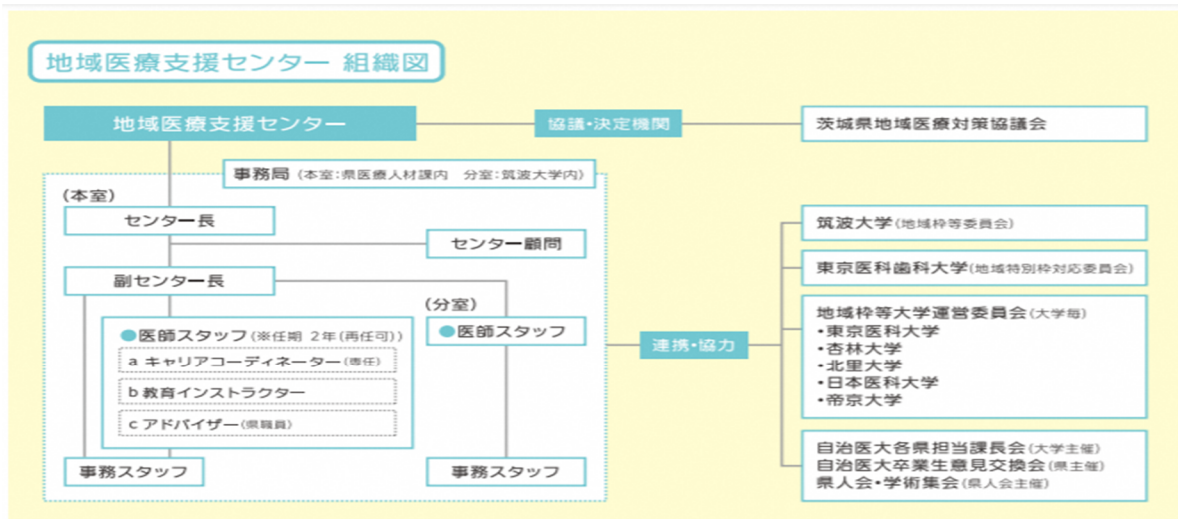 地域医療支援センター 組織図
地域医療支援センター
協議・決定機関
茨城県地域医療対策協議会
事務局(本室:県医療人材課内 分室:筑波大学内)
(本室)
センター長
センター顧問
副センター長
●医師スタッフ(※任期 2年(再任可))
a キャリアコーディネーター(専任)
b 教育インストラクター
c アドバイザー(県職員)
事務スタッフ
(分室)
●医師スタッフ
事務スタッフ
連携・協力
筑波大学(地域枠等委員会)
東京医科歯科大学(地域特別枠対応委員会)
地域枠等大学運営委員会(大学毎)
・東京医科大学
・杏林大学
・北里大学
・日本医科大学
・帝京大学
自治医大各県担当課長会(大学主催)
自治医大卒業生意見交換会(県主催)
県人会・学術集会(県人会主催)